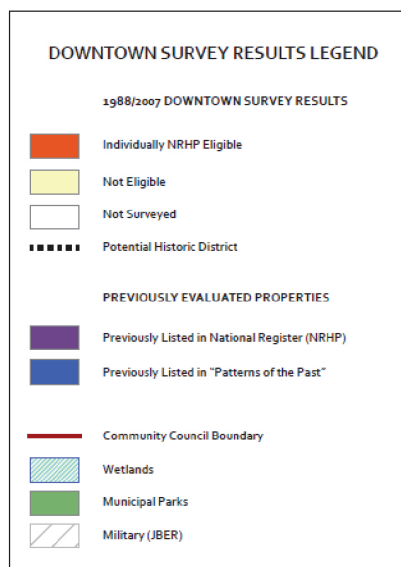 DOWNTOWN SURVEY RESULTS LEGEND
1988/2007 DOWNTOWN SURVEY RESULTS
Individually NRHP Eligible
Not Eligible
Not Surveyed
Potential Historic District
PREVIOUSLY EVALUATED PROPERTIES
Previously Listed in National Register (NRHP)
Previously Listed in “Patterns of the Past”
Community Council Boundary
Wetlands
Municipal Parks
Military (JBER)